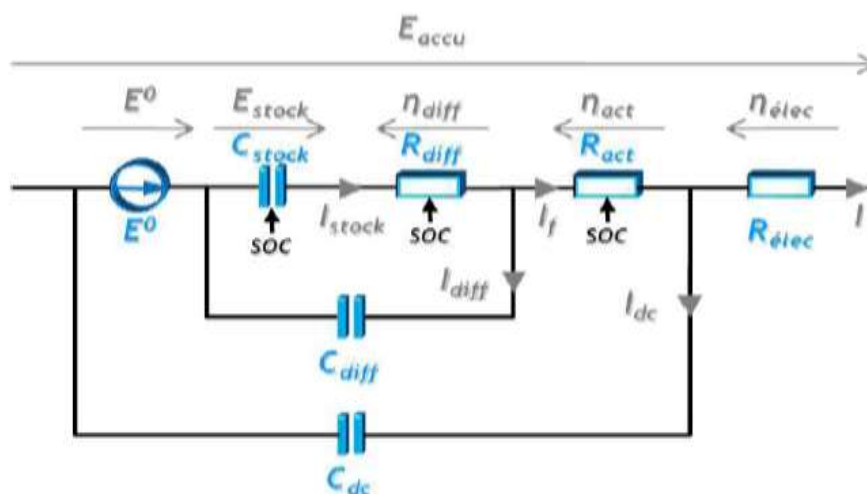 E_accu
E^0 E_stock η_diff η_act η_élec
C_stock R_diff R_act
E^0 soc I_stock soc I_f soc R_élec I
I_diff I_dc
C_diff
C_dc